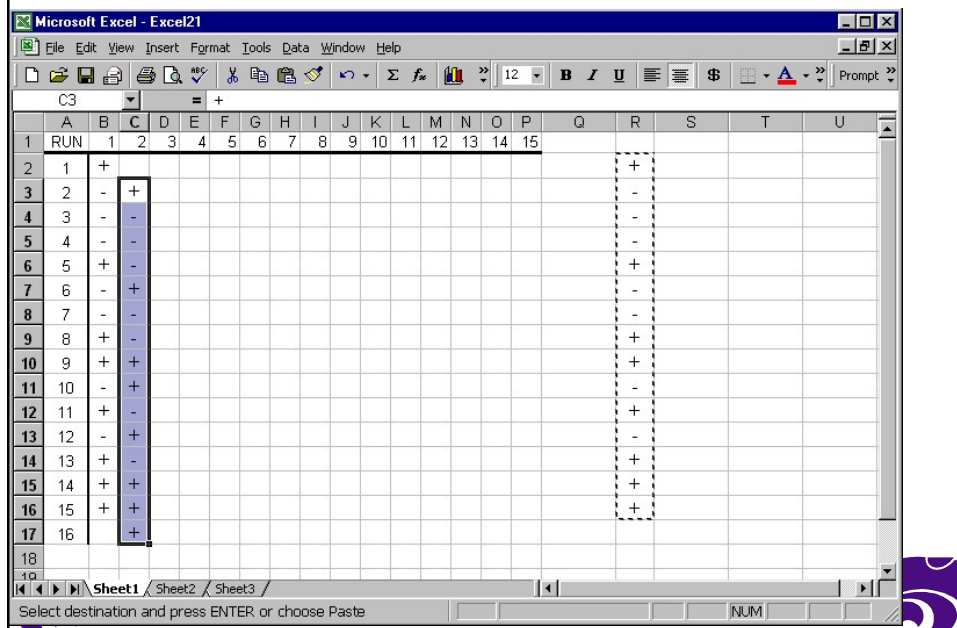 Microsoft Excel - Excel21
File Edit View Insert Format Tools Data Window Help
ABC Σ fx 12 B I U $ A Prompt
C3 = +
A B C D E F G H I J K L M N O P Q R S T U
1 RUN 1 2 3 4 5 6 7 8 9 10 11 12 13 14 15
2 1 + +
3 2 - + -
4 3 - - -
5 4 - - -
6 5 + - +
7 6 - + -
8 7 - - -
9 8 + - +
10 9 + + +
11 10 - + -
12 11 + - +
13 12 - + -
14 13 + - +
15 14 + + +
16 15 + + +
17 16 +
18
19
Sheet1 Sheet2 Sheet3
Select destination and press ENTER or choose Paste NUM